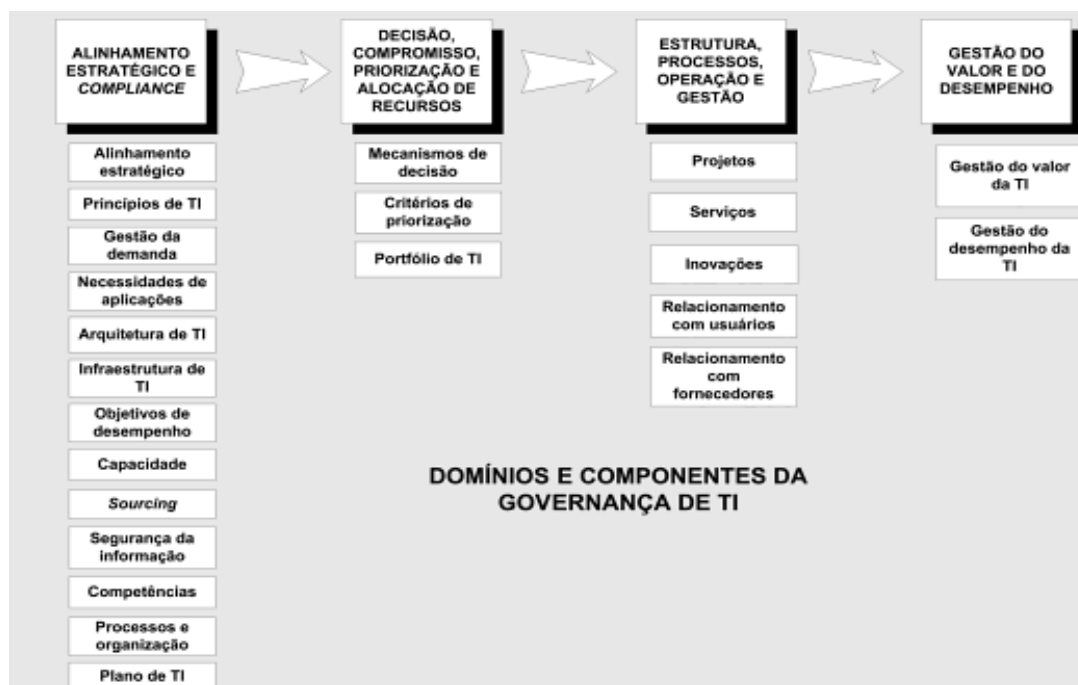 ALINHAMENTO
ESTRATÉGICO E
COMPLIANCE
DECISÃO,
COMPROMISSO,
PRIORIZAÇÃO E
ALOCAÇÃO DE
RECURSOS
ESTRUTURA,
PROCESSOS,
OPERAÇÃO E
GESTÃO
GESTÃO DO
VALOR E DO
DESEMPENHO
Alinhamento
estratégico
Princípios de TI
Gestão da
demanda
Necessidades de
aplicações
Arquitetura de TI
Infraestrutura de
TI
Objetivos de
desempenho
Capacidade
Sourcing
Segurança da
informação
Competências
Processos e
organização
Plano de TI
Mecanismos de
decisão
Critérios de
priorização
Portfólio de TI
Projetos
Serviços
Inovações
Relacionamento
com usuários
Relacionamento
com
fornecedores
Gestão do valor
da TI
Gestão do
desempenho da
TI
DOMÍNIOS E COMPONENTES DA
GOVERNANÇA DE TI